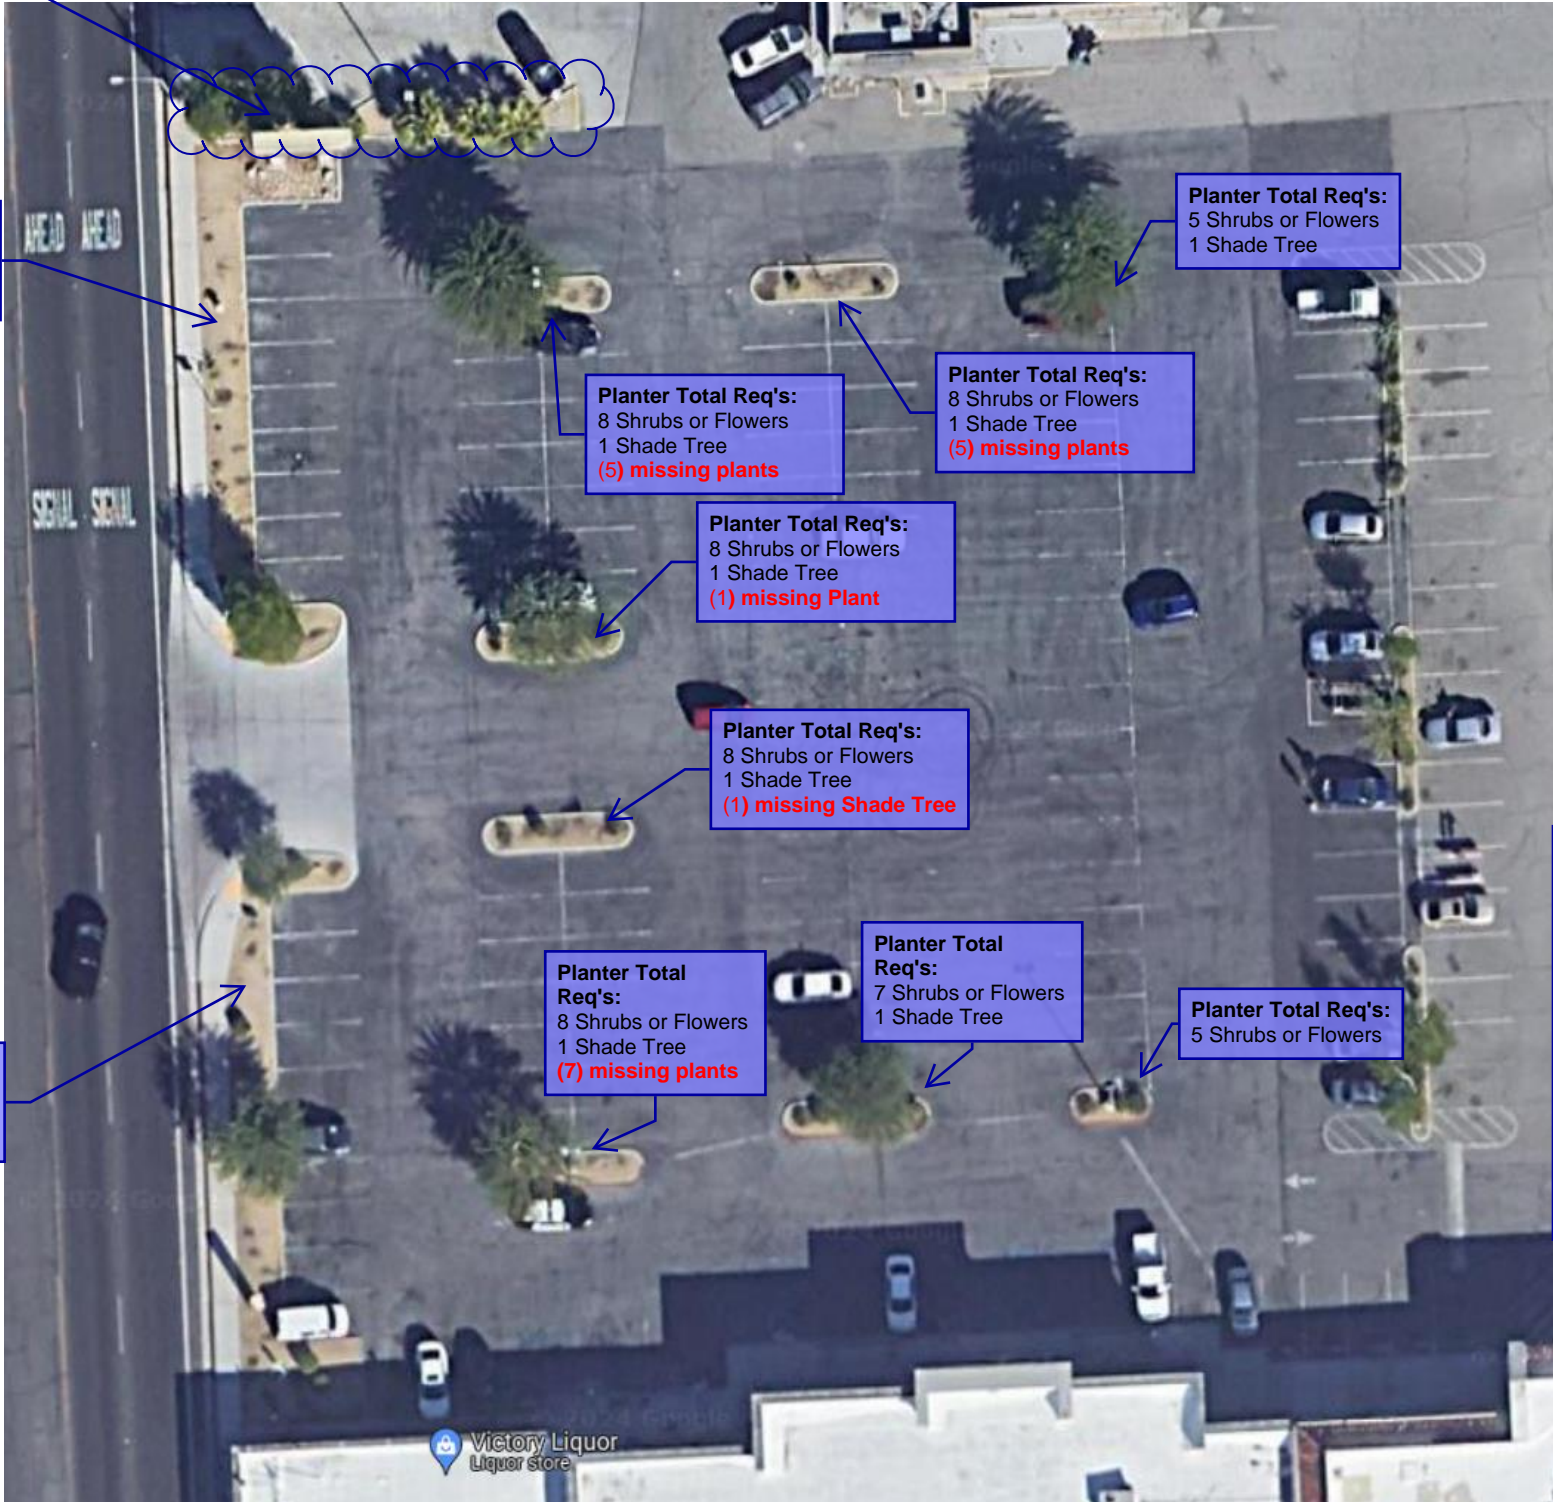 AHEAD AHEAD
Planter Total Req's:
5 Shrubs or Flowers
1 Shade Tree
Planter Total Req's:
8 Shrubs or Flowers
1 Shade Tree
(5) missing plants
Planter Total Req's:
8 Shrubs or Flowers
1 Shade Tree
(5) missing plants
SIGNAL SIGNAL
Planter Total Req's:
8 Shrubs or Flowers
1 Shade Tree
(1) missing Plant
Planter Total Req's:
8 Shrubs or Flowers
1 Shade Tree
(1) missing Shade Tree
Planter Total
Req's:
8 Shrubs or Flowers
1 Shade Tree
(7) missing plants
Planter Total
Req's:
7 Shrubs or Flowers
1 Shade Tree
Planter Total Req's:
5 Shrubs or Flowers
Victory Liquor
Liquor store